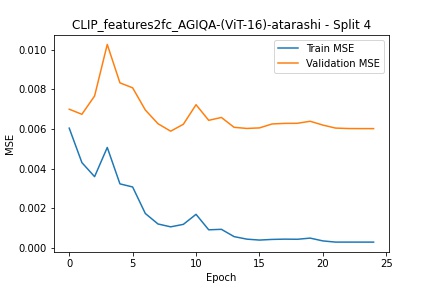 CLIP_features2fc_AGIQA-(ViT-16)-atarashi - Split 4
Train MSE
Validation MSE
MSE
0.010
0.008
0.006
0.004
0.002
0.000
0 5 10 15 20 25
Epoch